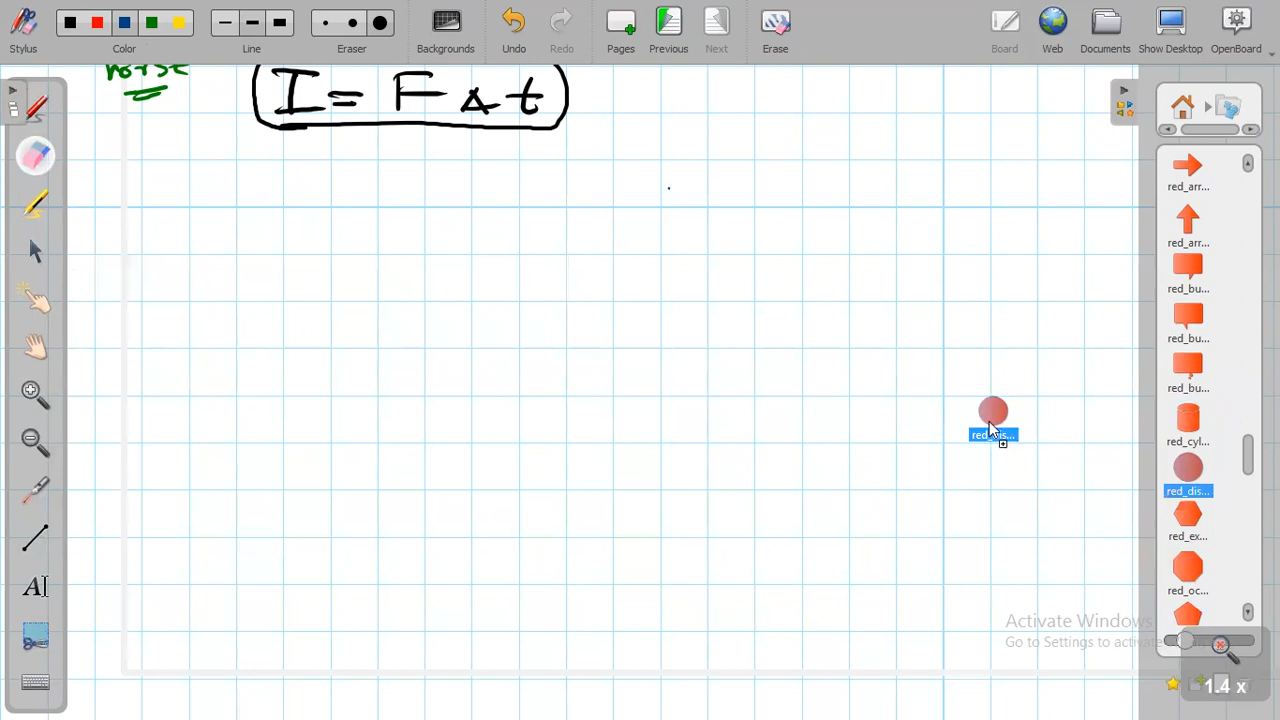 Stylus
Color
Line
Eraser
Backgrounds
Undo
Redo
Pages
Previous
Next
Erase
Board
Web
Documents
Show Desktop
OpenBoard
I = F Δ t
A
red_arr...
red_arr...
red_bu...
red_bu...
red_bu...
red_cyl...
red_dis...
red_ex...
red_oc...
red_dis...
Activate Windows
Go to Settings to activate
1.4 x